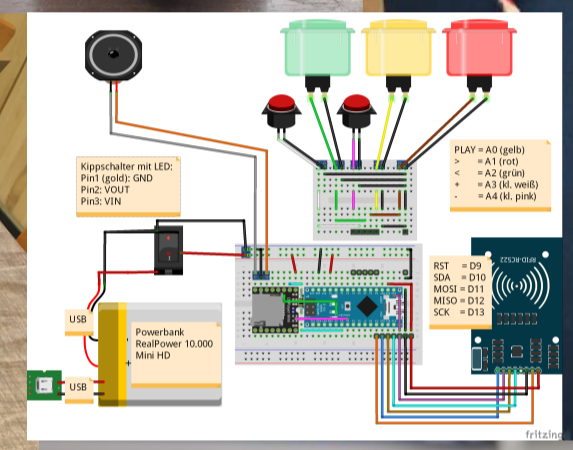 Kippschalter mit LED:
Pin1 (gold): GND
Pin2: VOUT
Pin3: VIN
PLAY = A0 (gelb)
> = A1 (rot)
< = A2 (grün)
+ = A3 (kl. weiß)
- = A4 (kl. pink)
RFID-RC522
RST = D9
SDA = D10
MOSI = D11
MISO = D12
SCK = D13
USB
Powerbank
RealPower 10.000
Mini HD
+
USB
fritzing